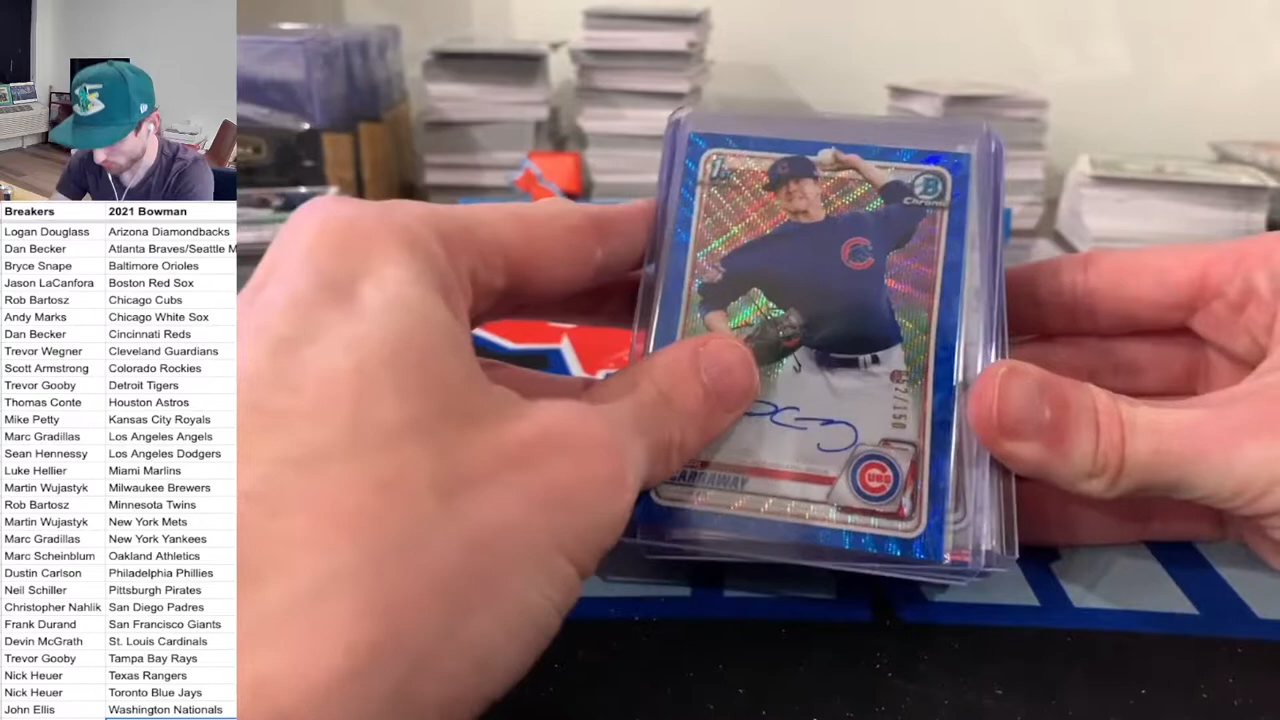 Breakers 2021 Bowman
Logan Douglass Arizona Diamondbacks
Dan Becker Atlanta Braves/Seattle M
Bryce Snape Baltimore Orioles
Jason LaCanfora Boston Red Sox
Rob Bartosz Chicago Cubs
Andy Marks Chicago White Sox
Dan Becker Cincinnati Reds
Trevor Wegner Cleveland Guardians
Scott Armstrong Colorado Rockies
Trevor Gooby Detroit Tigers
Thomas Conte Houston Astros
Mike Petty Kansas City Royals
Marc Gradillas Los Angeles Angels
Sean Hennessy Los Angeles Dodgers
Luke Hellier Miami Marlins
Martin Wujastyk Milwaukee Brewers
Rob Bartosz Minnesota Twins
Martin Wujastyk New York Mets
Marc Gradillas New York Yankees
Marc Scheinblum Oakland Athletics
Dustin Carlson Philadelphia Phillies
Neil Schiller Pittsburgh Pirates
Christopher Nahlik San Diego Padres
Frank Durand San Francisco Giants
Devin McGrath St. Louis Cardinals
Trevor Gooby Tampa Bay Rays
Nick Heuer Texas Rangers
Nick Heuer Toronto Blue Jays
John Ellis Washington Nationals
B
Chrome
C
CUBS